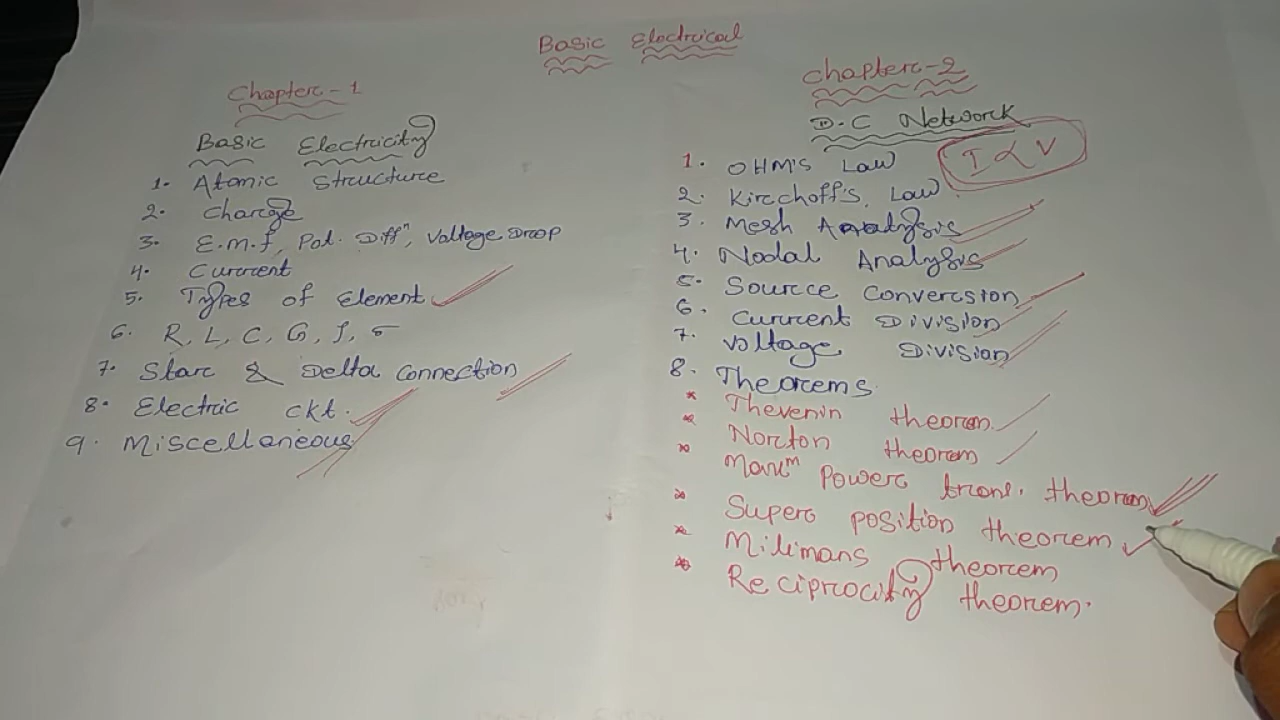 Basic Electrical
Chapter - 1
Basic Electricity
1. Atomic Structure
2. Charge
3. E.m.f, Pot. Diffⁿ, Voltage Drop
4. Current
5. Types of Element
6. R, L, C, G, ρ, σ
7. Star & Delta Connection
8. Electric ckt.
9. Miscellaneous
Chapter - 2
D.C Network
1. OHM's Law
I ∝ V
2. Kircchoff's Law
3. Mesh Analysis
4. Nodal Analysis
5. Source Conversion
6. Current Division
7. Voltage Division
8. Theorems
* Thevenin theorem
* Norton theorem
* Maxiᵐ Power trans. theorem
* Super position theorem
* Milimans theorem
* Reciprocity theorem.